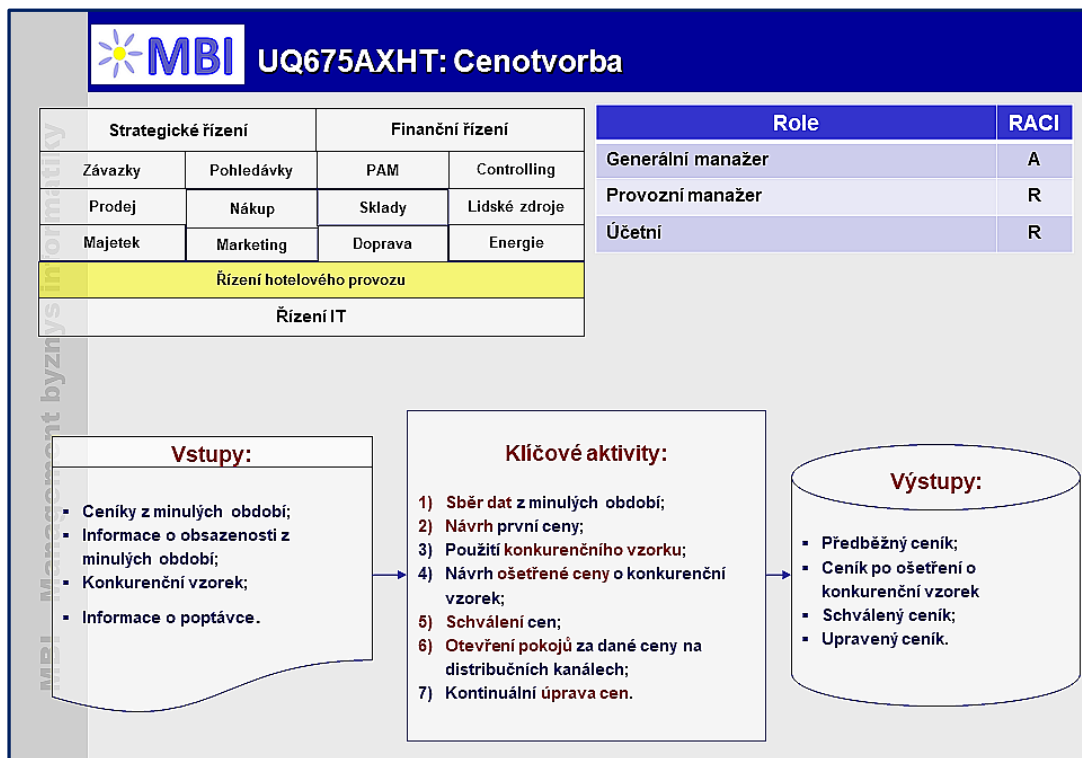 MBI UQ675AXHT: Cenotvorba
MBI - Management byznys informatiky
Strategické řízení Finanční řízení
Závazky Pohledávky PAM Controlling
Prodej Nákup Sklady Lidské zdroje
Majetek Marketing Doprava Energie
Řízení hotelového provozu
Řízení IT
Role RACI
Generální manažer A
Provozní manažer R
Účetní R
Vstupy:
▪ Ceníky z minulých období;
▪ Informace o obsazenosti z
minulých období;
▪ Konkurenční vzorek;
▪ Informace o poptávce.
Klíčové aktivity:
1) Sběr dat z minulých období;
2) Návrh první ceny;
3) Použití konkurenčního vzorku;
4) Návrh ošetřené ceny o konkurenční
vzorek;
5) Schválení cen;
6) Otevření pokojů za dané ceny na
distribučních kanálech;
7) Kontinuální úprava cen.
Výstupy:
▪ Předběžný ceník;
▪ Ceník po ošetření o
konkurenční vzorek
▪ Schválený ceník;
▪ Upravený ceník.